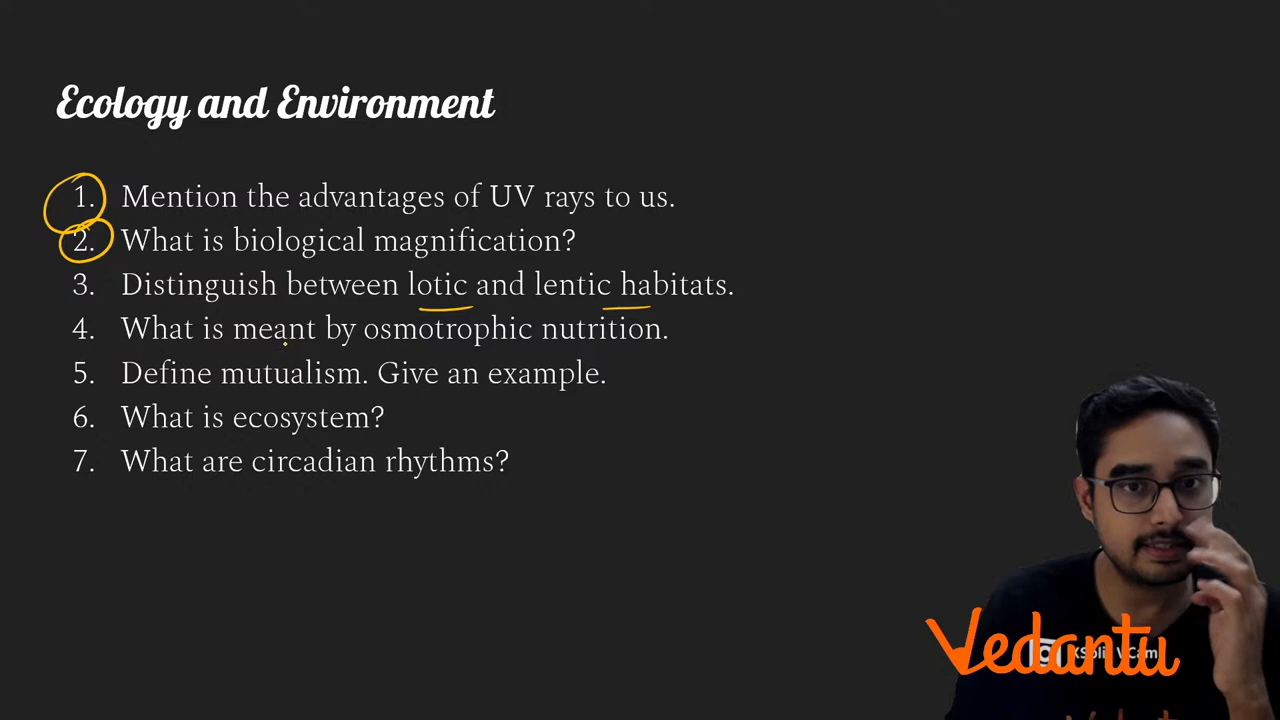 Ecology and Environment
1. Mention the advantages of UV rays to us.
2. What is biological magnification?
3. Distinguish between lotic and lentic habitats.
4. What is meant by osmotrophic nutrition.
5. Define mutualism. Give an example.
6. What is ecosystem?
7. What are circadian rhythms?
Vedantu